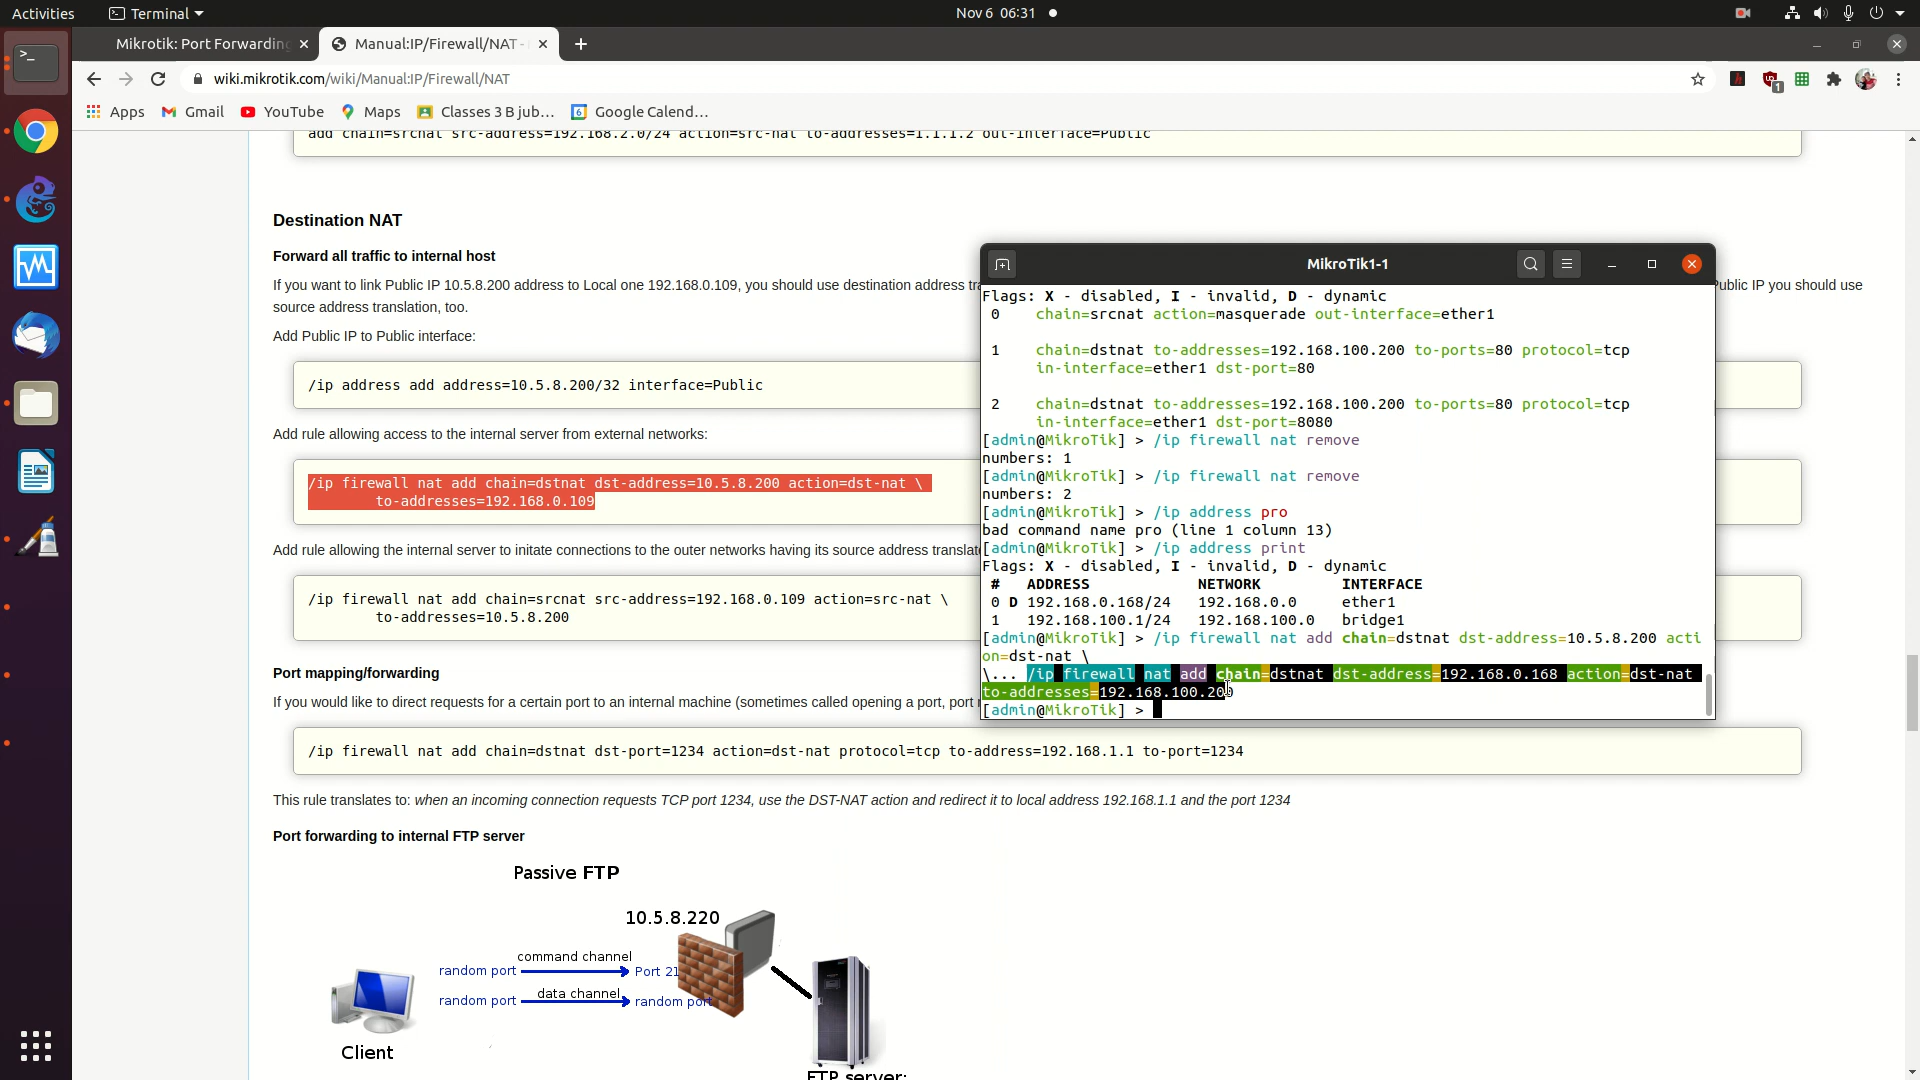 Activities
Terminal
Nov 6 06:31
Mikrotik: Port Forwarding
Manual:IP/Firewall/NAT -
wiki.mikrotik.com/wiki/Manual:IP/Firewall/NAT
1
Apps
Gmail
YouTube
Maps
Classes 3 B jub...
Google Calend...
add chain=srcnat src-address=192.168.2.0/24 action=src-nat to-addresses=1.1.1.2 out-interface=Public
Destination NAT
Forward all traffic to internal host
If you want to link Public IP 10.5.8.200 address to Local one 192.168.0.109, you should use destination address
Public IP you should use
source address translation, too.
Add Public IP to Public interface:
/ip address add address=10.5.8.200/32 interface=Public
Add rule allowing access to the internal server from external networks:
/ip firewall nat add chain=dstnat dst-address=10.5.8.200 action=dst-nat \
to-addresses=192.168.0.109
Add rule allowing the internal server to initate connections to the outer networks having its source address
/ip firewall nat add chain=srcnat src-address=192.168.0.109 action=src-nat \
to-addresses=10.5.8.200
Port mapping/forwarding
If you would like to direct requests for a certain port to an internal machine (sometimes called opening a port, port
/ip firewall nat add chain=dstnat dst-port=1234 action=dst-nat protocol=tcp to-address=192.168.1.1 to-port=1234
This rule translates to: when an incoming connection requests TCP port 1234, use the DST-NAT action and redirect it to local address 192.168.1.1 and the port 1234
Port forwarding to internal FTP server
Passive FTP
10.5.8.220
command channel
random port
Port 21
data channel
random port
random port
Client
FTP server:
MikroTik1-1
Flags: X - disabled, I - invalid, D - dynamic
0 chain=srcnat action=masquerade out-interface=ether1
1 chain=dstnat to-addresses=192.168.100.200 to-ports=80 protocol=tcp
in-interface=ether1 dst-port=80
2 chain=dstnat to-addresses=192.168.100.200 to-ports=80 protocol=tcp
in-interface=ether1 dst-port=8080
[admin@MikroTik] > /ip firewall nat remove
numbers: 1
[admin@MikroTik] > /ip firewall nat remove
numbers: 2
[admin@MikroTik] > /ip address pro
bad command name pro (line 1 column 13)
[admin@MikroTik] > /ip address print
Flags: X - disabled, I - invalid, D - dynamic
# ADDRESS NETWORK INTERFACE
0 D 192.168.0.168/24 192.168.0.0 ether1
1 192.168.100.1/24 192.168.100.0 bridge1
[admin@MikroTik] > /ip firewall nat add chain=dstnat dst-address=10.5.8.200 acti
on=dst-nat \
\... /ip firewall nat add chain=dstnat dst-address=192.168.0.168 action=dst-nat
to-addresses=192.168.100.200
[admin@MikroTik] >